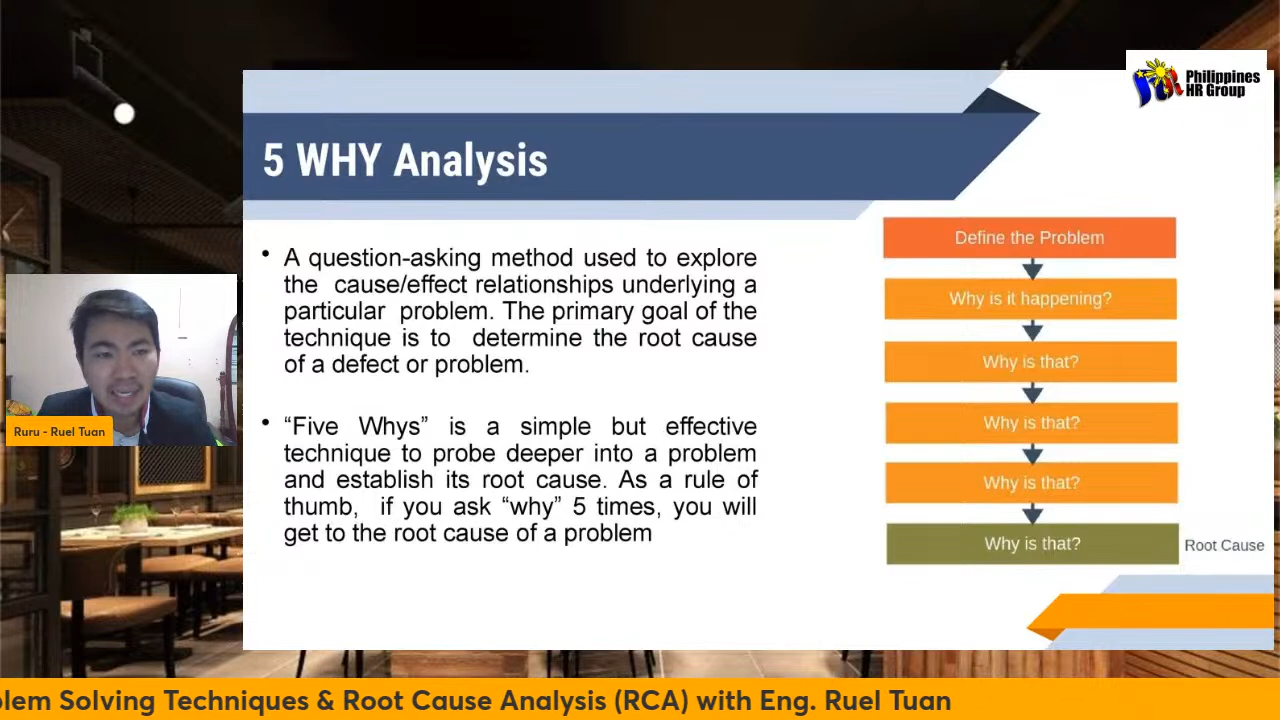 Philippines
HR Group
5 WHY Analysis
• A question-asking method used to explore
the cause/effect relationships underlying a
particular problem. The primary goal of the
technique is to determine the root cause
of a defect or problem.
• “Five Whys” is a simple but effective
technique to probe deeper into a problem
and establish its root cause. As a rule of
thumb, if you ask “why” 5 times, you will
get to the root cause of a problem
Define the Problem
Why is it happening?
Why is that?
Why is that?
Why is that?
Why is that?
Root Cause
Ruru - Ruel Tuan
olem Solving Techniques & Root Cause Analysis (RCA) with Eng. Ruel Tuan